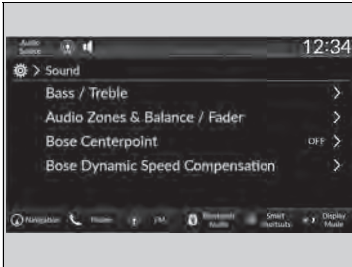 Audio Source 12:34
> Sound
Bass / Treble >
Audio Zones & Balance / Fader >
Bose Centerpoint OFF >
Bose Dynamic Speed Compensation >
Navigation Phone FM Bluetooth Audio Smart Shortcuts Display Mode